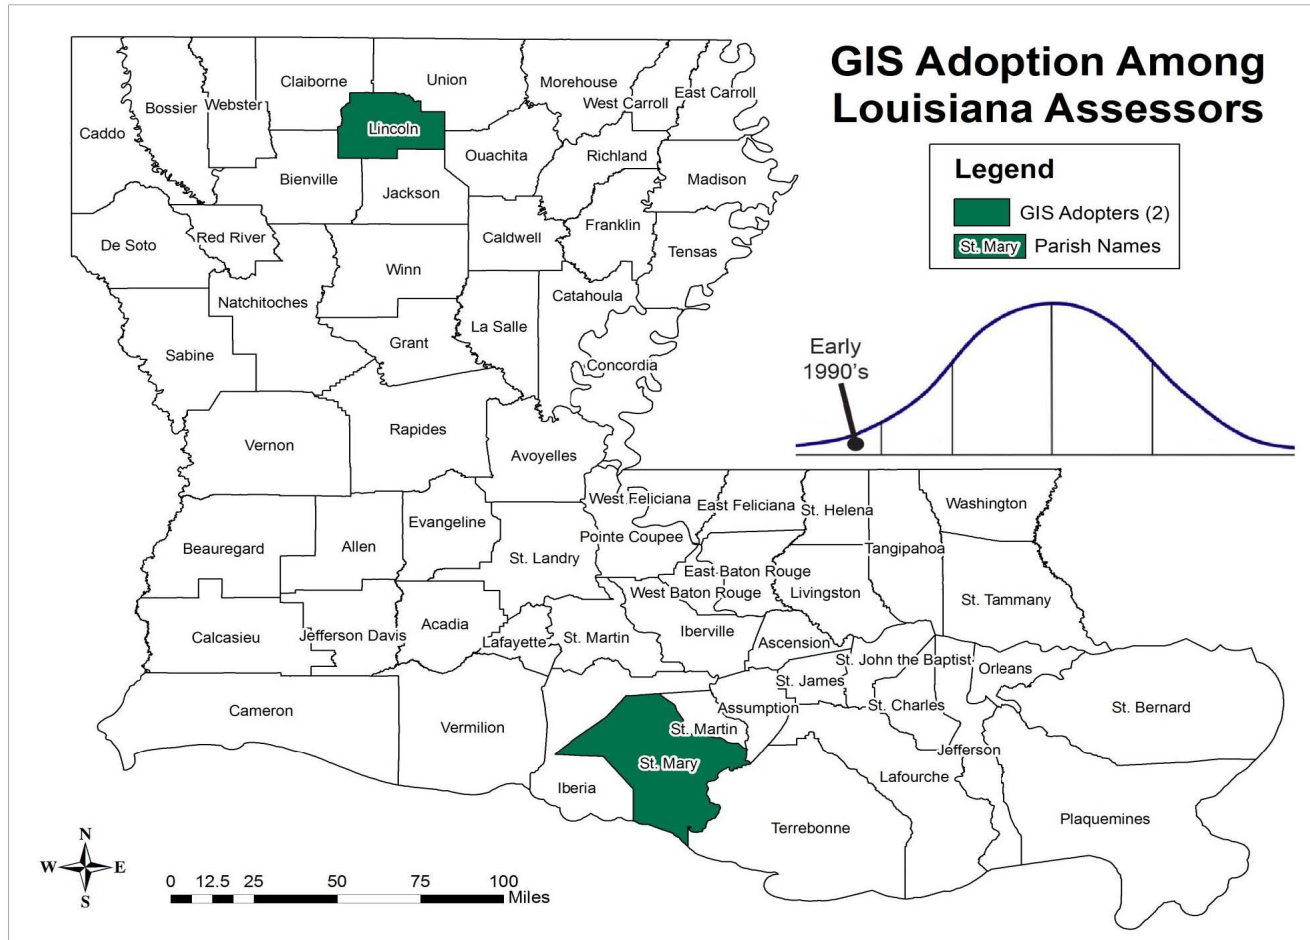 GIS Adoption Among
Louisiana Assessors
Legend
GIS Adopters (2)
St. Mary Parish Names
Early
1990's
Claiborne
Union
Morehouse
West Carroll
East Carroll
Caddo
Bossier
Webster
Lincoln
Ouachita
Richland
Madison
Bienville
Jackson
De Soto
Red River
Caldwell
Franklin
Tensas
Winn
Natchitoches
Catahoula
La Salle
Grant
Sabine
Concordia
Rapides
Vernon
Avoyelles
West Feliciana
East Feliciana
St. Helena
Washington
Evangeline
Pointe Coupee
Beauregard
Allen
St. Landry
Tangipahoa
East Baton Rouge
West Baton Rouge
Livingston
St. Tammany
Calcasieu
Jefferson Davis
Acadia
Lafayette
St. Martin
Iberville
Ascension
St. John the Baptist
Orleans
St. James
Cameron
Vermilion
Assumption
St. Charles
St. Bernard
St. Martin
St. Mary
Jefferson
Lafourche
Iberia
Terrebonne
Plaquemines
N
W E
S
0 12.5 25 50 75 100
Miles